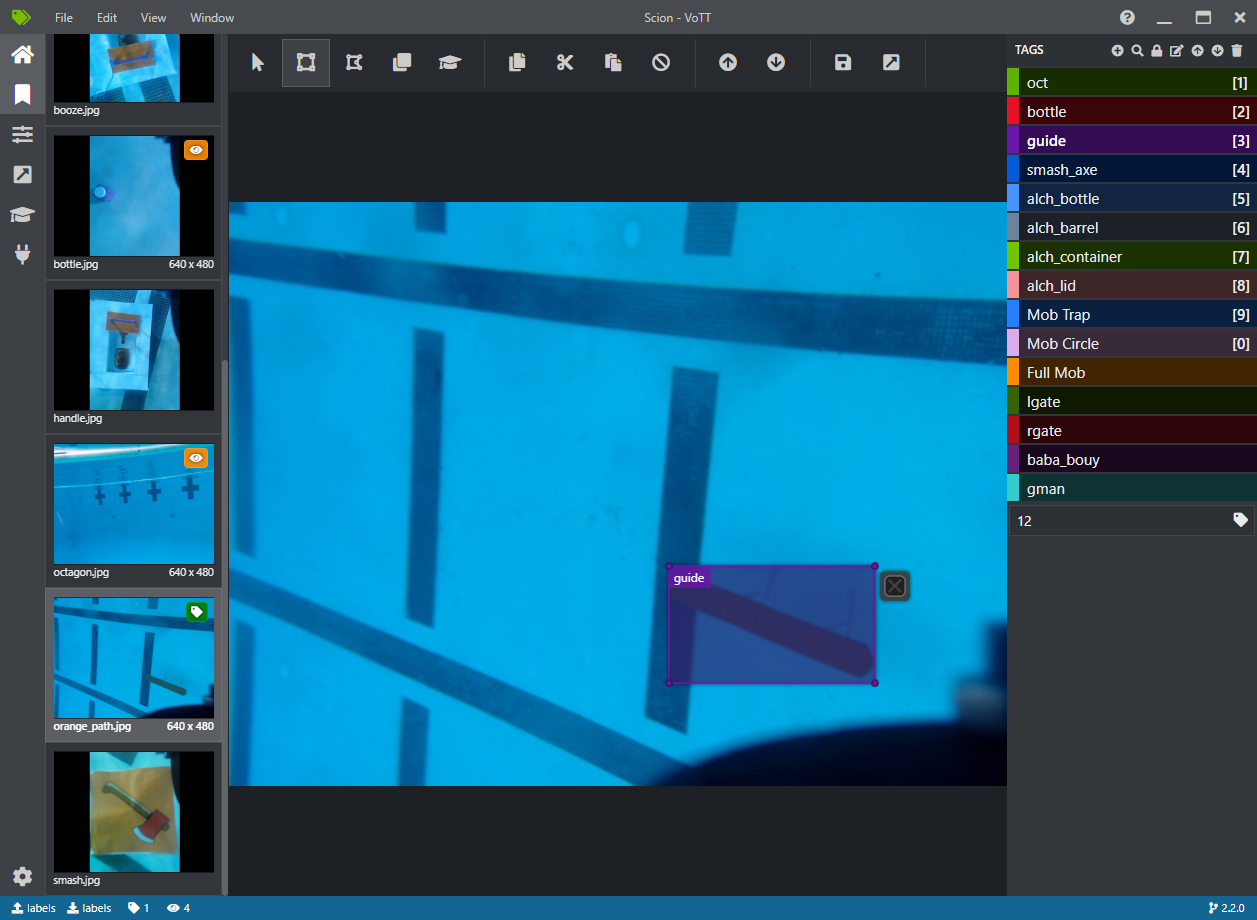 File Edit View Window
Scion - VoTT
booze.jpg
bottle.jpg 640 x 480
handle.jpg
octagon.jpg 640 x 480
orange_path.jpg 640 x 480
smash.jpg
guide
TAGS
oct [1]
bottle [2]
guide [3]
smash_axe [4]
alch_bottle [5]
alch_barrel [6]
alch_container [7]
alch_lid [8]
Mob Trap [9]
Mob Circle [0]
Full Mob
lgate
rgate
baba_bouy
gman
12
labels labels 1 4
2.2.0